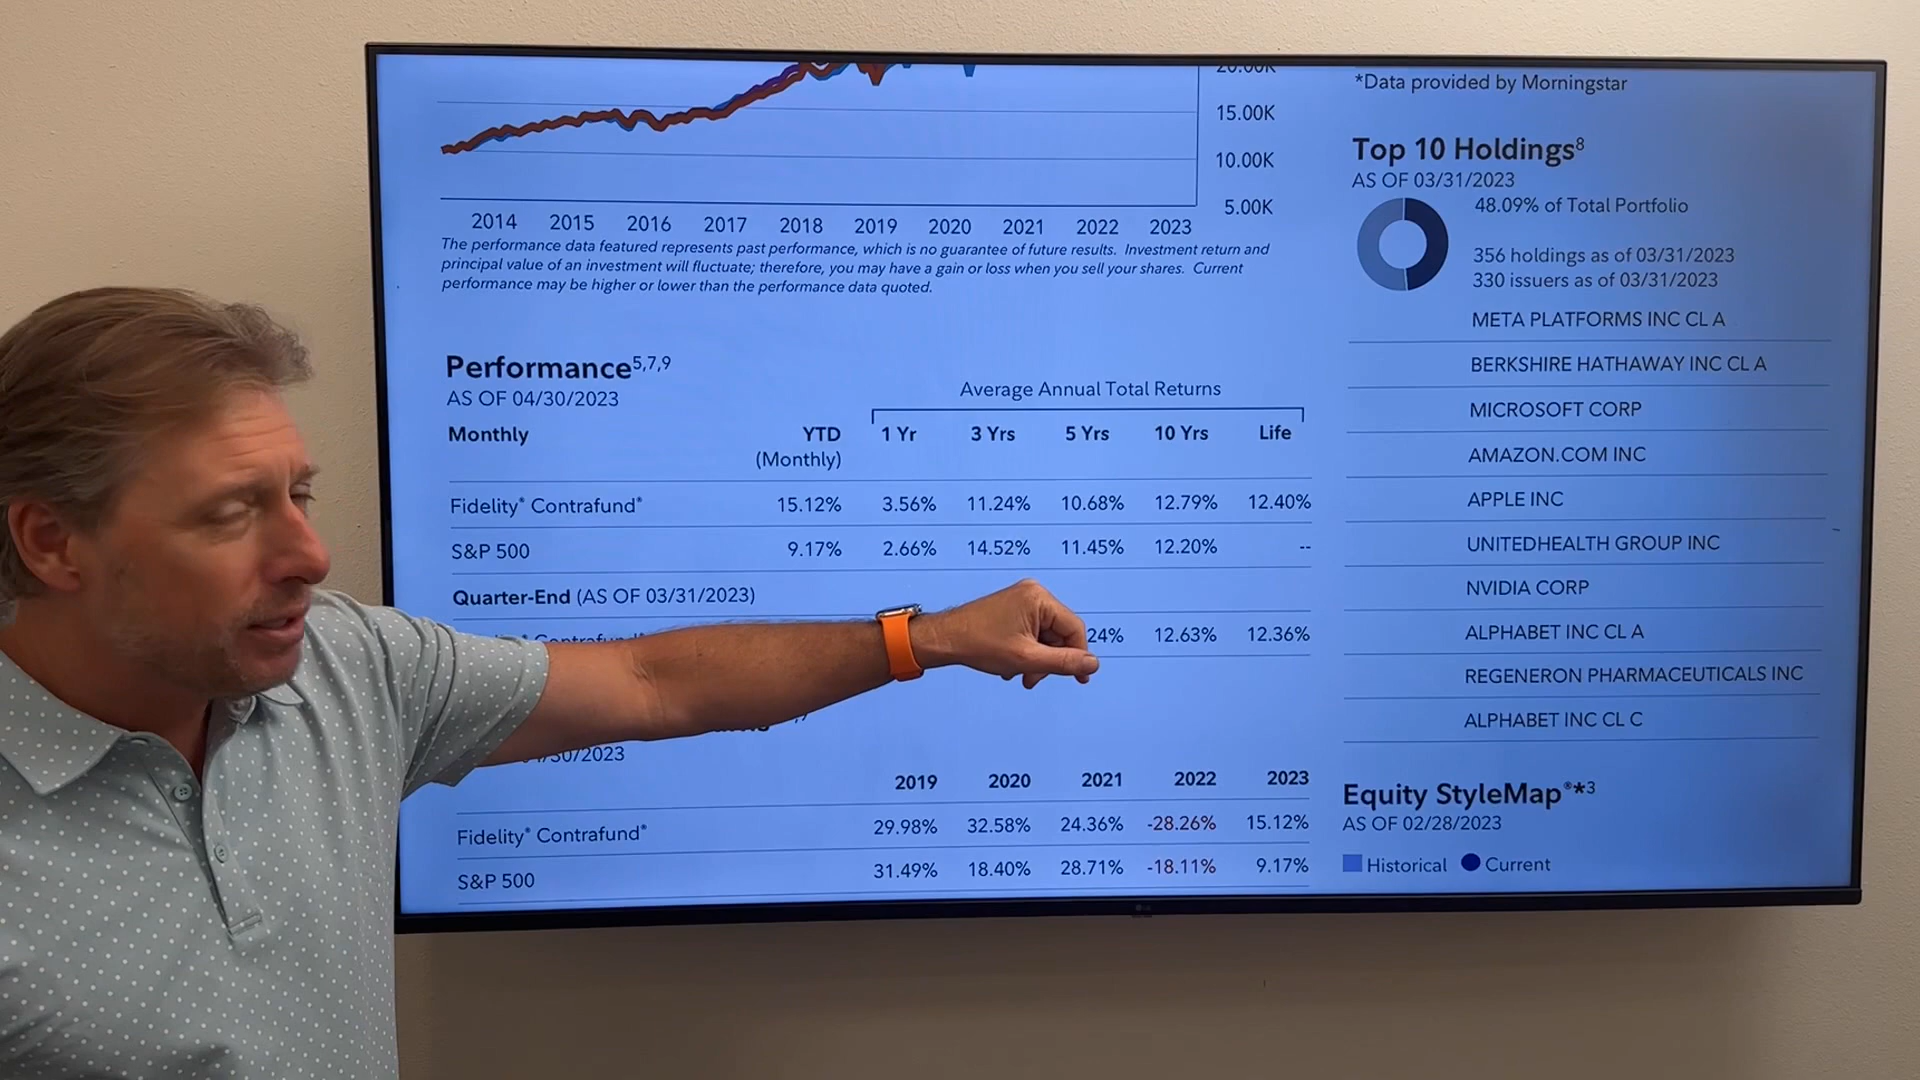 20.00K
15.00K
10.00K
5.00K
2014 2015 2016 2017 2018 2019 2020 2021 2022 2023
The performance data featured represents past performance, which is no guarantee of future results. Investment return and
principal value of an investment will fluctuate; therefore, you may have a gain or loss when you sell your shares. Current
performance may be higher or lower than the performance data quoted.
Performance5,7,9
AS OF 04/30/2023
Average Annual Total Returns
Monthly YTD 1 Yr 3 Yrs 5 Yrs 10 Yrs Life
(Monthly)
Fidelity® Contrafund® 15.12% 3.56% 11.24% 10.68% 12.79% 12.40%
S&P 500 9.17% 2.66% 14.52% 11.45% 12.20% --
Quarter-End (AS OF 03/31/2023)
Contrafund® 24% 12.63% 12.36%
30/2023
2019 2020 2021 2022 2023
Fidelity® Contrafund® 29.98% 32.58% 24.36% -28.26% 15.12%
S&P 500 31.49% 18.40% 28.71% -18.11% 9.17%
*Data provided by Morningstar
Top 10 Holdings8
AS OF 03/31/2023
48.09% of Total Portfolio
356 holdings as of 03/31/2023
330 issuers as of 03/31/2023
META PLATFORMS INC CL A
BERKSHIRE HATHAWAY INC CL A
MICROSOFT CORP
AMAZON.COM INC
APPLE INC
UNITEDHEALTH GROUP INC
NVIDIA CORP
ALPHABET INC CL A
REGENERON PHARMACEUTICALS INC
ALPHABET INC CL C
Equity StyleMap®*3
AS OF 02/28/2023
Historical Current